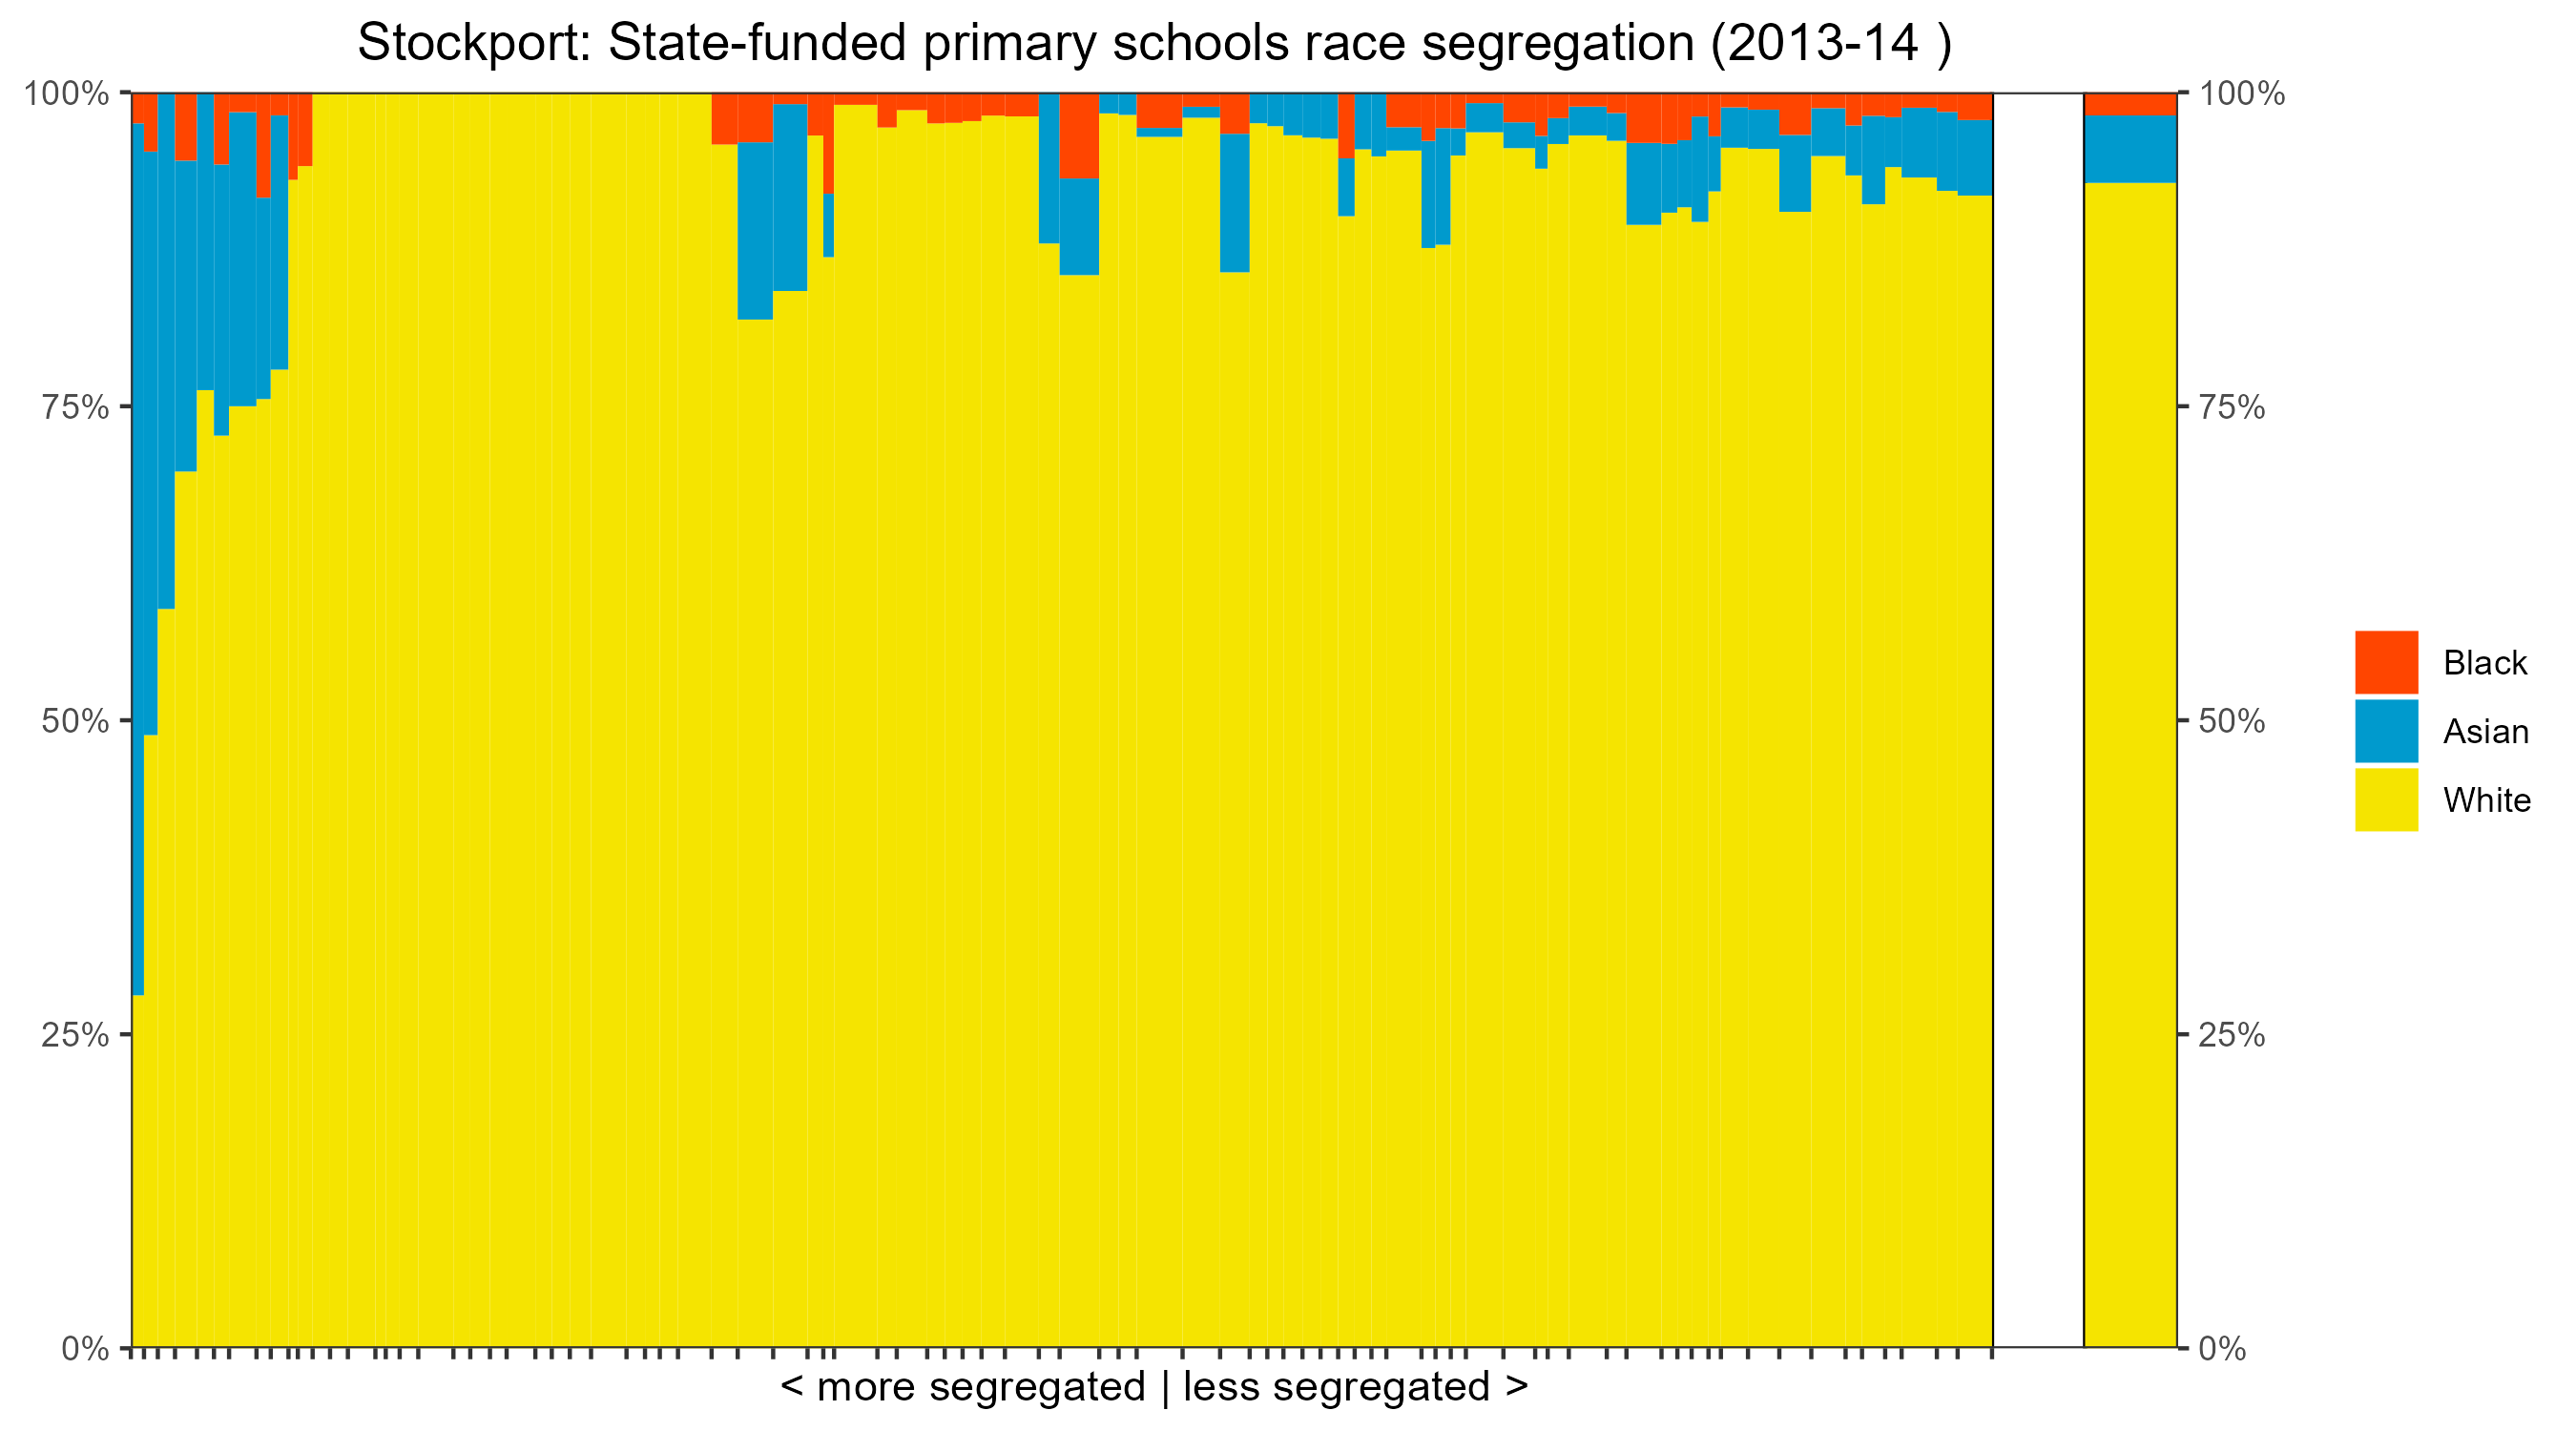 Stockport: State-funded primary schools race segregation (2013-14 )
100%
75%
50%
25%
0%
100%
75%
50%
25%
0%
Black
Asian
White
< more segregated | less segregated >